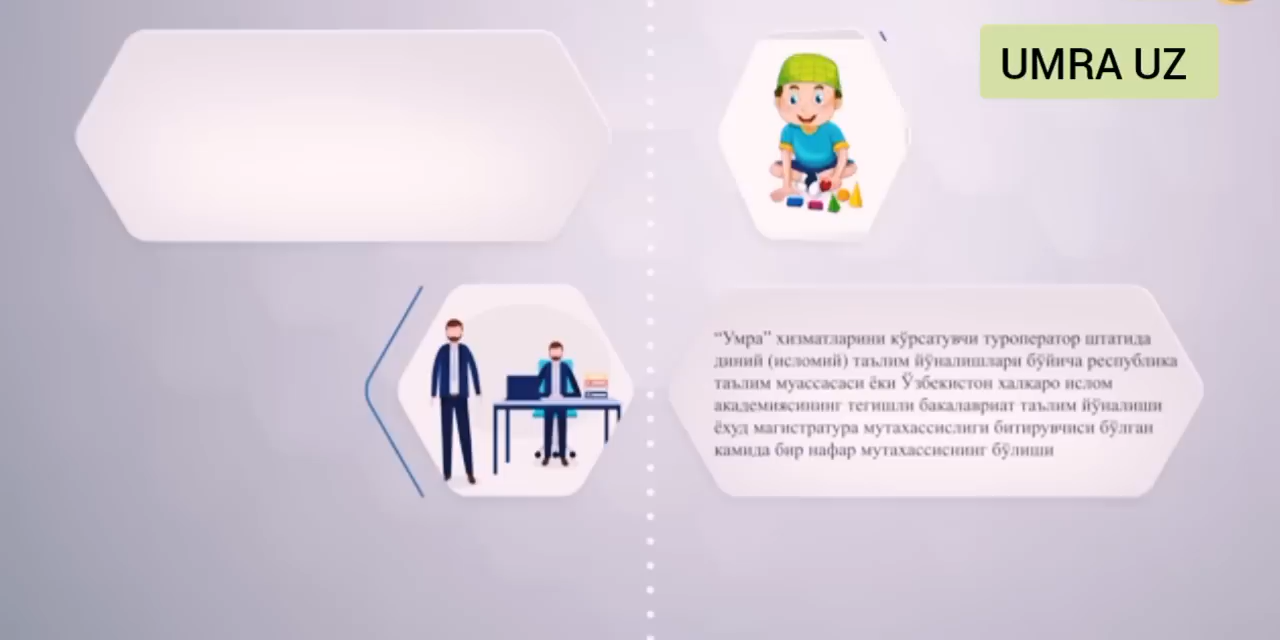 UMRA UZ
“Умра” хизматларини кўрсатувчи туроператор штатида
диний (исломий) таълим йўналишлари бўйича республика
таълим муассасаси ёки Ўзбекистон халкаро ислом
академиясининг тегишли бакалавриат таълим йўналиши
ёхуд магистратура мутахассислиги битирувчиси бўлган
камида бир нафар мутахассиснинг бўлиши